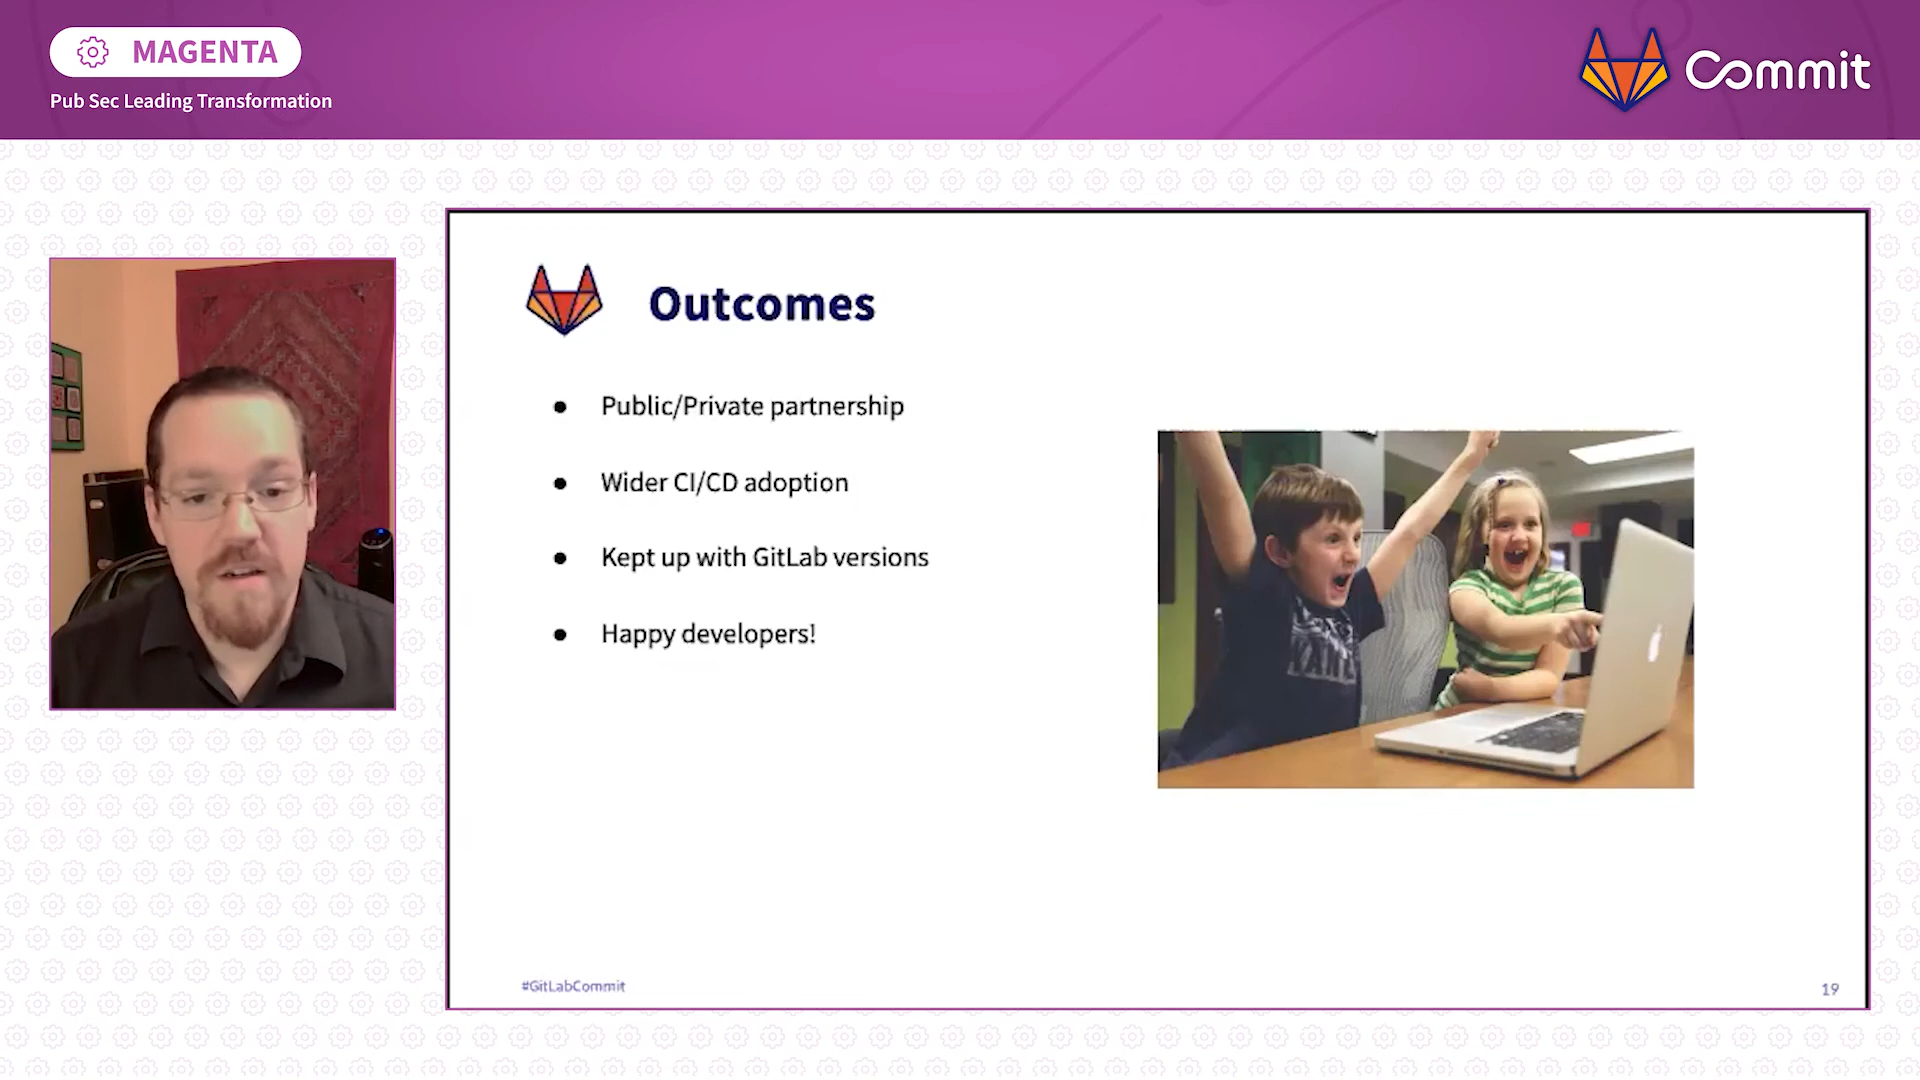 MAGENTA
Pub Sec Leading Transformation
Commit
Outcomes
● Public/Private partnership
● Wider CI/CD adoption
● Kept up with GitLab versions
● Happy developers!
#GitLabCommit
19